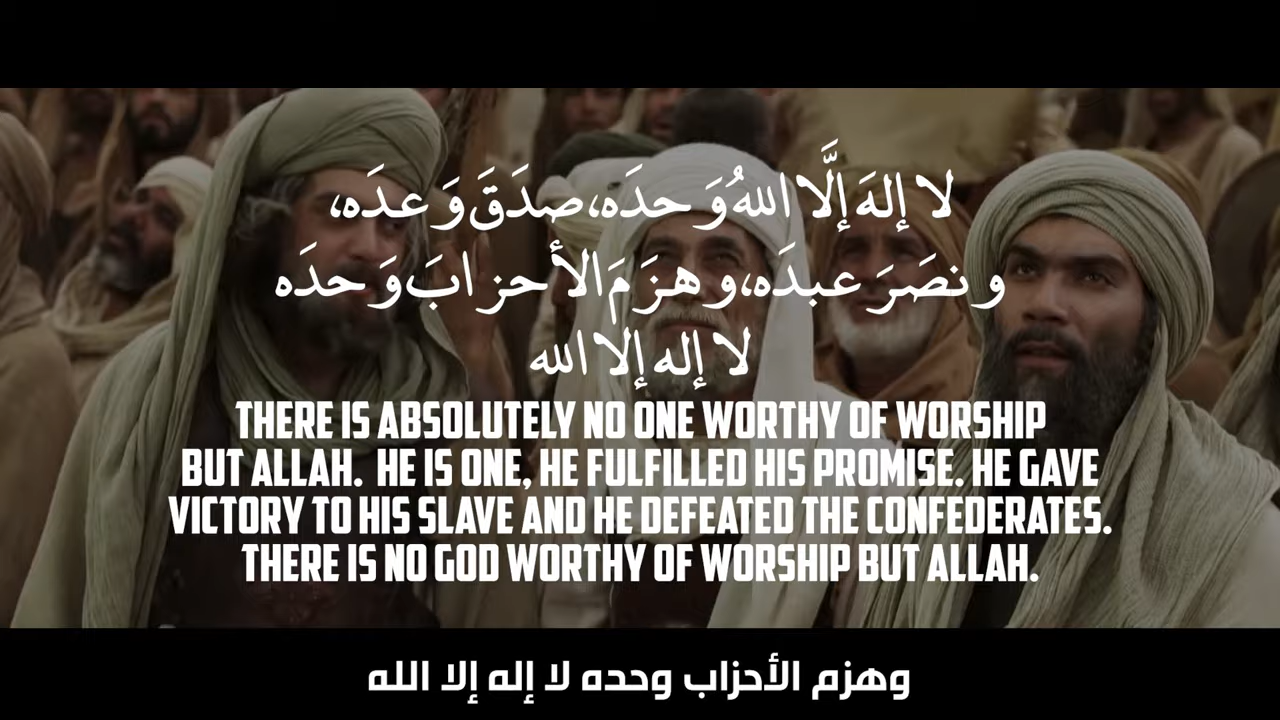 لا إلهَ إلَّا اللهُ وَحدَه، صدَقَ وَعدَه،
ونصَرَ عبدَه، وهزَمَ الأحزابَ وَحدَه
لا إله إلا الله
THERE IS ABSOLUTELY NO ONE WORTHY OF WORSHIP
BUT ALLAH. HE IS ONE, HE FULFILLED HIS PROMISE. HE GAVE
VICTORY TO HIS SLAVE AND HE DEFEATED THE CONFEDERATES.
THERE IS NO GOD WORTHY OF WORSHIP BUT ALLAH.
وهزم الأحزاب وحده لا إله إلا الله